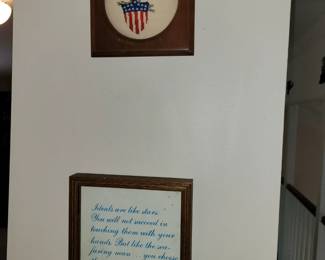 Ideals are like stars.
You will not succeed in
touching them with your
hands. But like the sea-
faring man . . . you choose